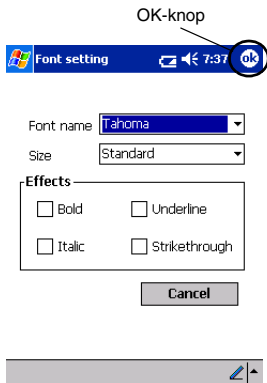 OK-knop
Font setting 7:37 ok
Font name Tahoma
Size Standard
Effects
Bold Underline
Italic Strikethrough
Cancel